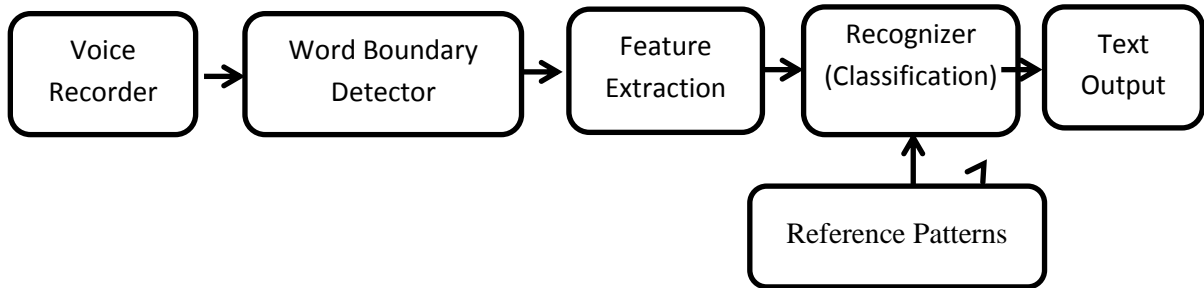 Voice
Recorder
Word Boundary
Detector
Feature
Extraction
Recognizer
(Classification)
Text
Output
Reference Patterns